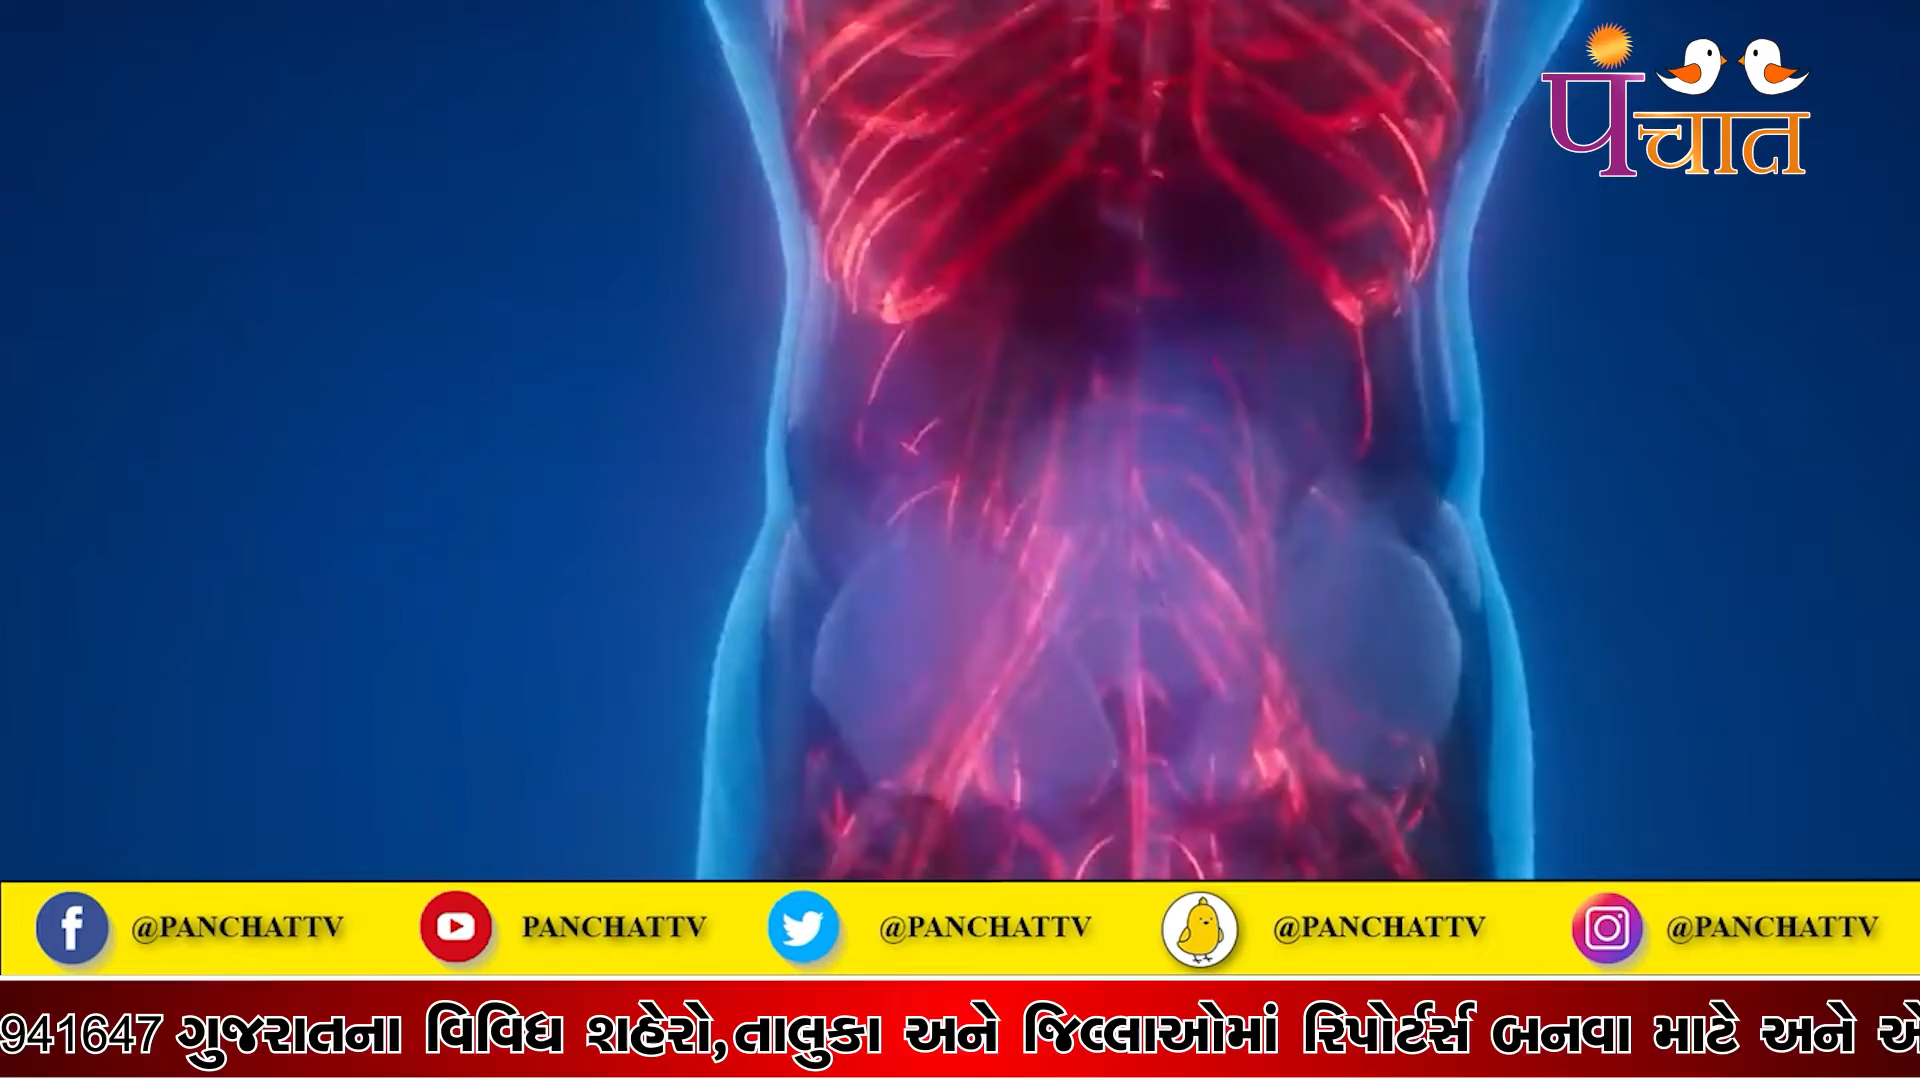 पंचात
@PANCHATTV PANCHATTV @PANCHATTV @PANCHATTV @PANCHATTV
941647 ગુજરાતના વિવિધ શહેરો,તાલુકા અને જિલ્લાઓમાં રિપોર્ટર્સ બનવા માટે અને